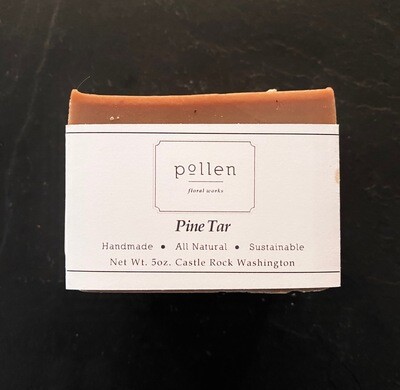 pollen
floral works
Pine Tar
Handmade ● All Natural ● Sustainable
Net Wt. 5oz. Castle Rock Washington